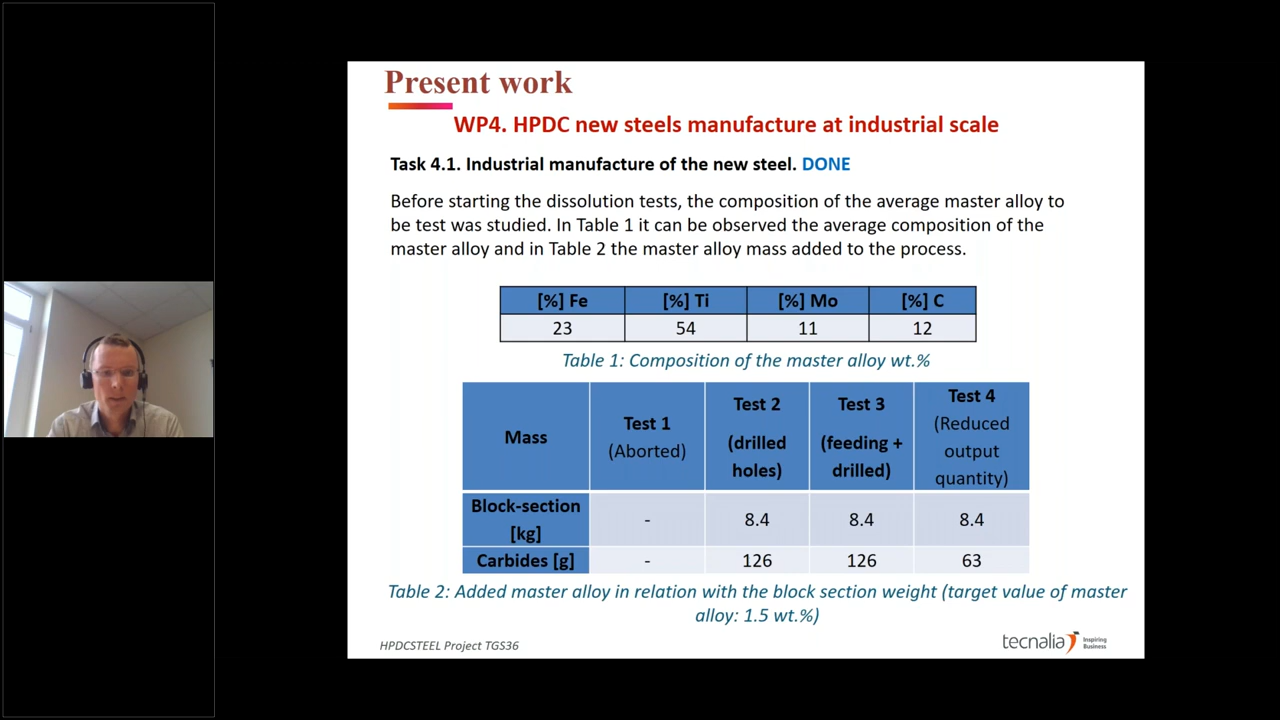 Present work
WP4. HPDC new steels manufacture at industrial scale
Task 4.1. Industrial manufacture of the new steel. DONE
Before starting the dissolution tests, the composition of the average master alloy to
be test was studied. In Table 1 it can be observed the average composition of the
master alloy and in Table 2 the master alloy mass added to the process.
[%] Fe [%] Ti [%] Mo [%] C
23 54 11 12
Table 1: Composition of the master alloy wt.%
Mass
Test 1
(Aborted)
Test 2
(drilled
holes)
Test 3
(feeding +
drilled)
Test 4
(Reduced
output
quantity)
Block-section
[kg]
- 8.4 8.4 8.4
Carbides [g] - 126 126 63
Table 2: Added master alloy in relation with the block section weight (target value of master
alloy: 1.5 wt.%)
HPDCSTEEL Project TGS36
tecnalia
Inspiring
Business